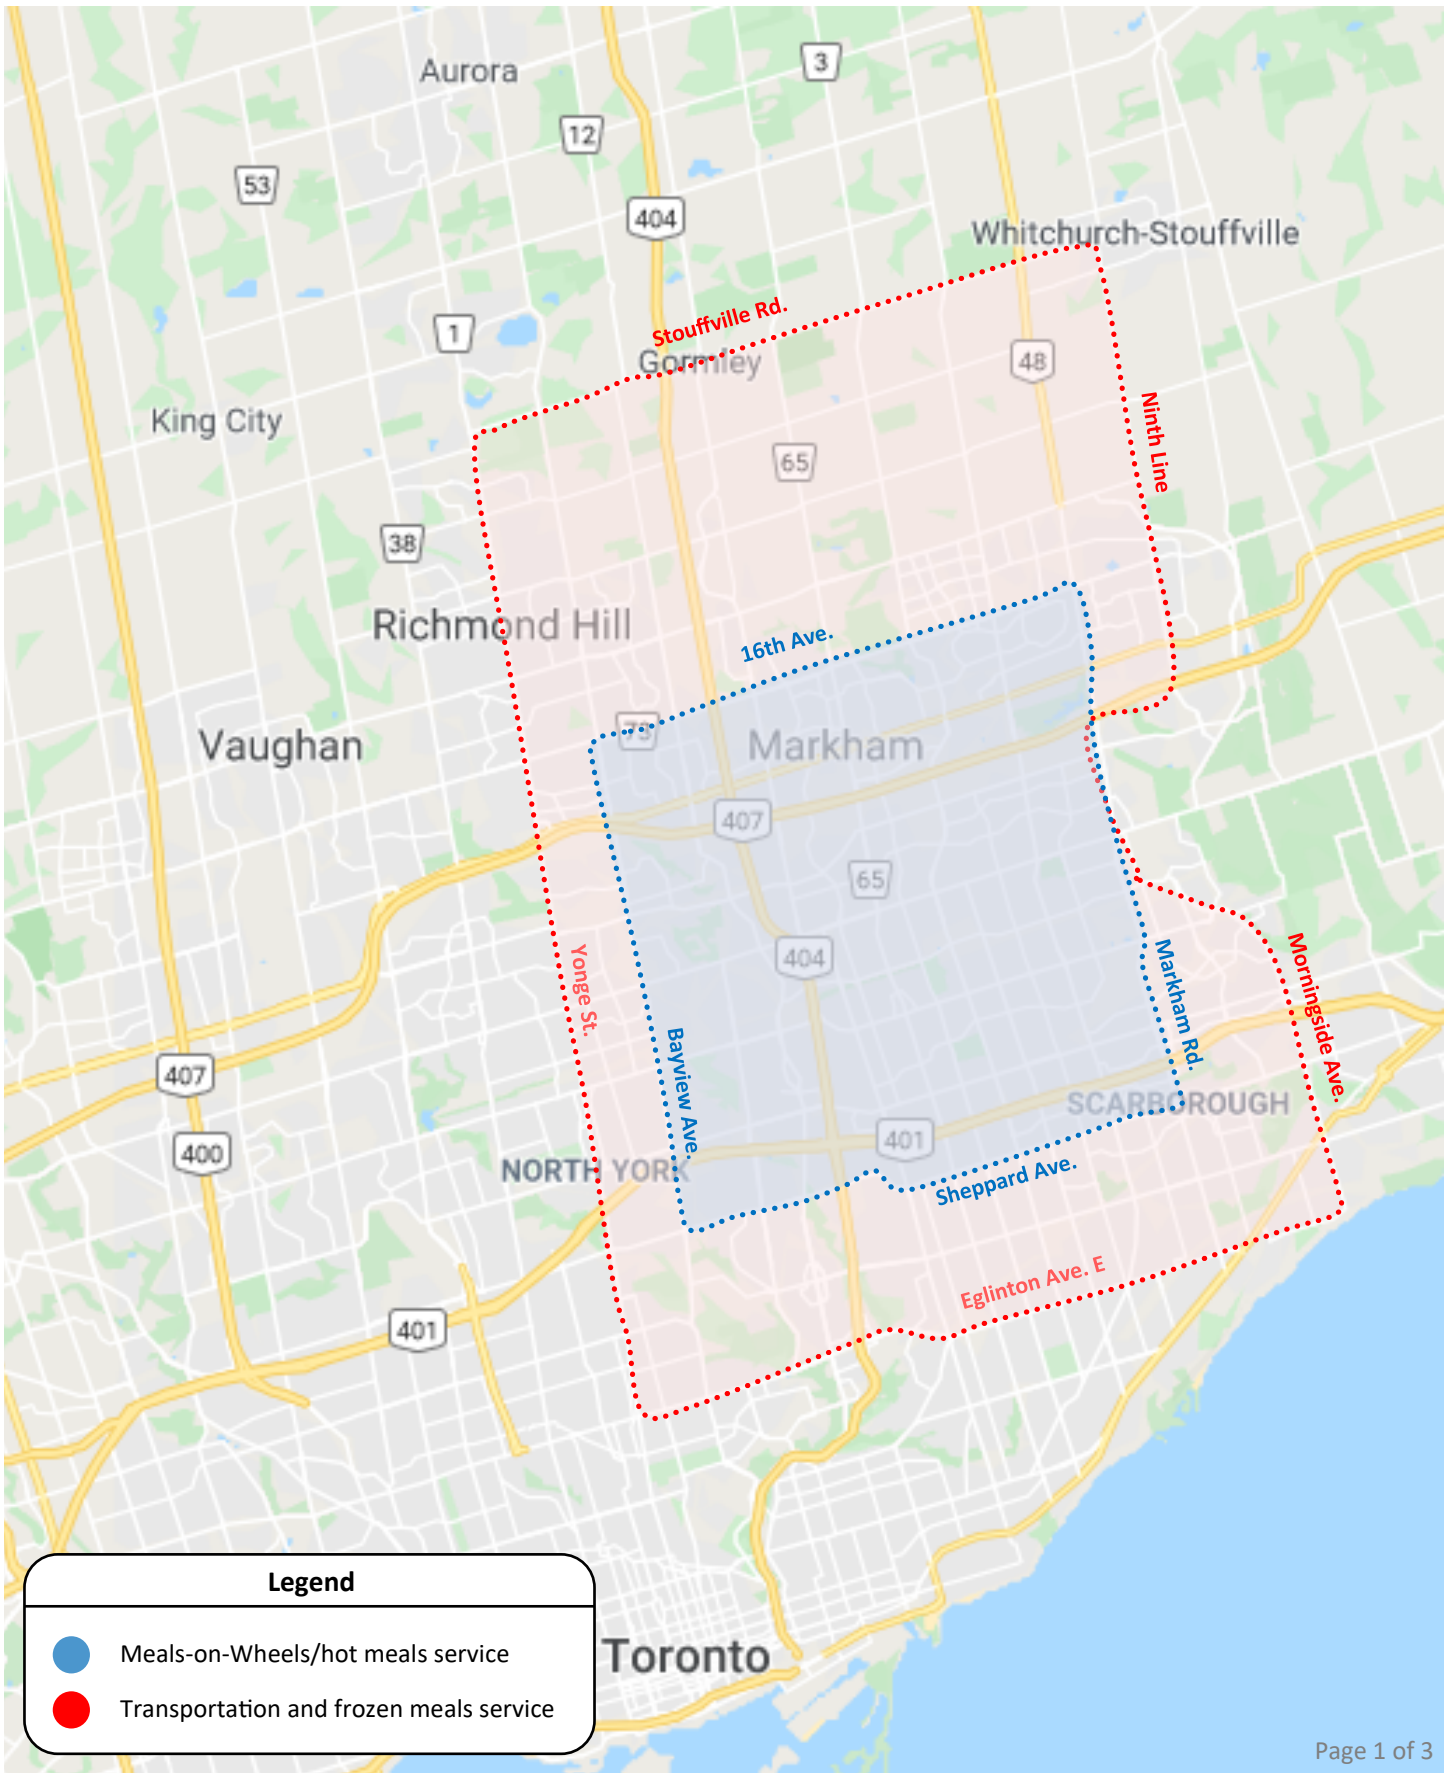 Aurora
3
12
53
404
Whitchurch-Stouffville
Stouffville Rd.
1
Gormley
48
King City
Ninth Line
65
38
Richmond Hill
16th Ave.
73
Vaughan
Markham
407
65
Yonge St.
404
Markham Rd.
Morningside Ave.
Bayview Ave.
407
SCARBOROUGH
401
400
NORTH YORK
Sheppard Ave.
Eglinton Ave. E
401
Legend
Meals-on-Wheels/hot meals service
Toronto
Transportation and frozen meals service
Page 1 of 3